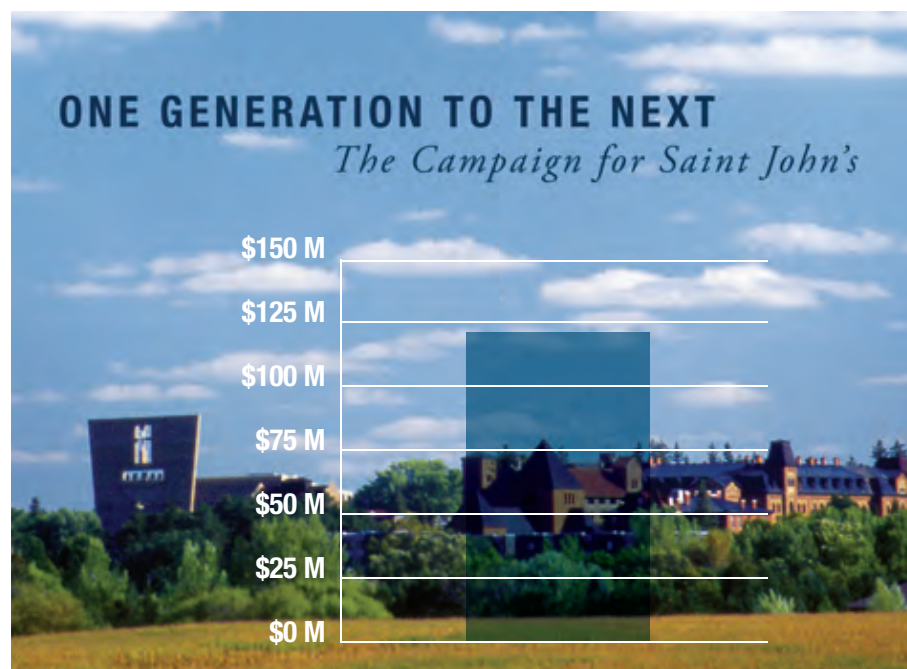 ONE GENERATION TO THE NEXT
The Campaign for Saint John's
$150 M
$125 M
$100 M
$75 M
$50 M
$25 M
$0 M